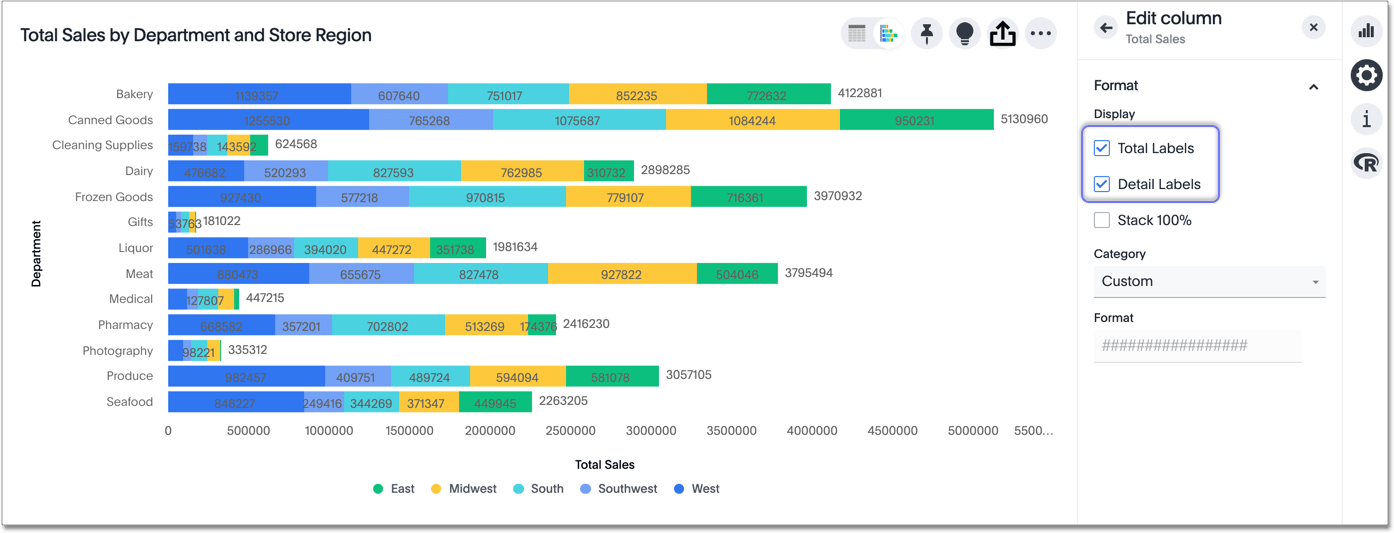 Total Sales by Department and Store Region
Department
Bakery 1139357 607640 751017 852235 772632 4122881
Canned Goods 1255530 765268 1075687 1084244 950231 5130960
Cleaning Supplies 159738 143592 624568
Dairy 476682 520293 827593 762985 310732 2898285
Frozen Goods 927430 577218 970815 779107 716361 3970932
Gifts 53763 181022
Liquor 501638 286966 394020 447272 351738 1981634
Meat 880473 655675 827478 927822 504046 3795494
Medical 127807 447215
Pharmacy 668582 357201 702802 513269 174376 2416230
Photography 98221 335312
Produce 982457 409751 489724 594094 581078 3057105
Seafood 848227 249416 344269 371347 449945 2263205
0 500000 1000000 1500000 2000000 2500000 3000000 3500000 4000000 4500000 5000000 5500...
Total Sales
East Midwest South Southwest West
Edit column
Total Sales
Format
Display
Total Labels
Detail Labels
Stack 100%
Category
Custom
Format
#################